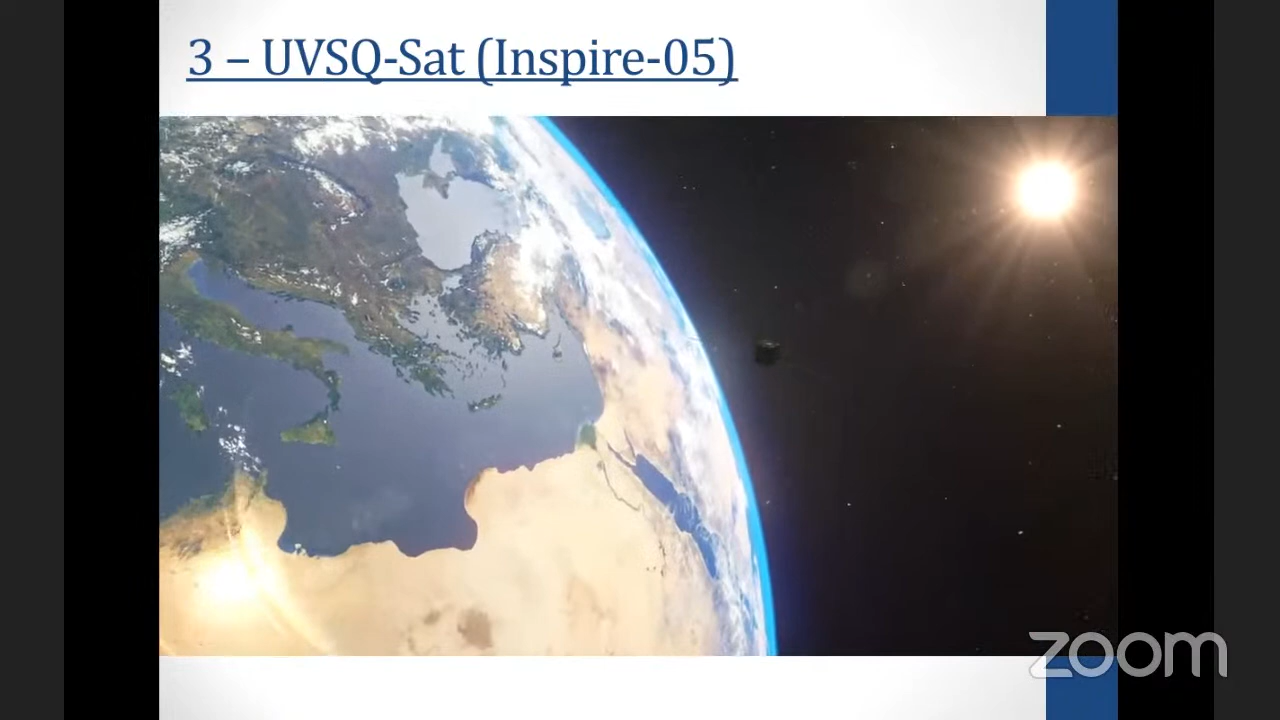 3 – UVSQ-Sat (Inspire-05)
zoom